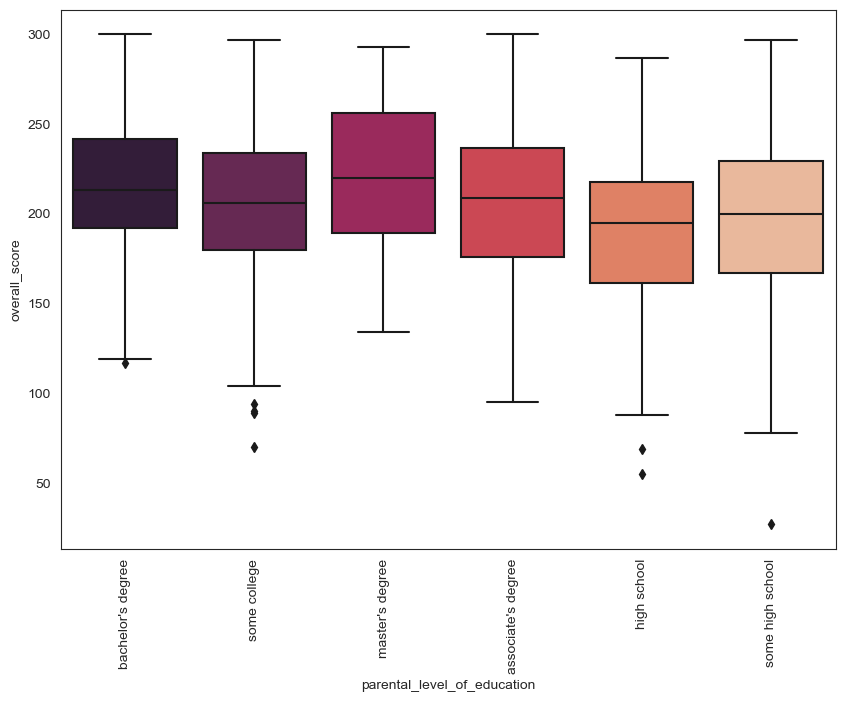 300
250
200
150
100
50
overall_score
bachelor's degree
some college
master's degree
associate's degree
high school
some high school
parental_level_of_education